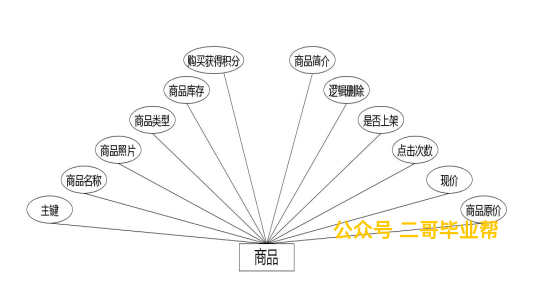 购买获得积分
商品简介
商品库存
逻辑删除
商品类型
是否上架
商品照片
点击次数
商品名称
现价
主键
商品原价
公众号 二哥毕业帮
商品